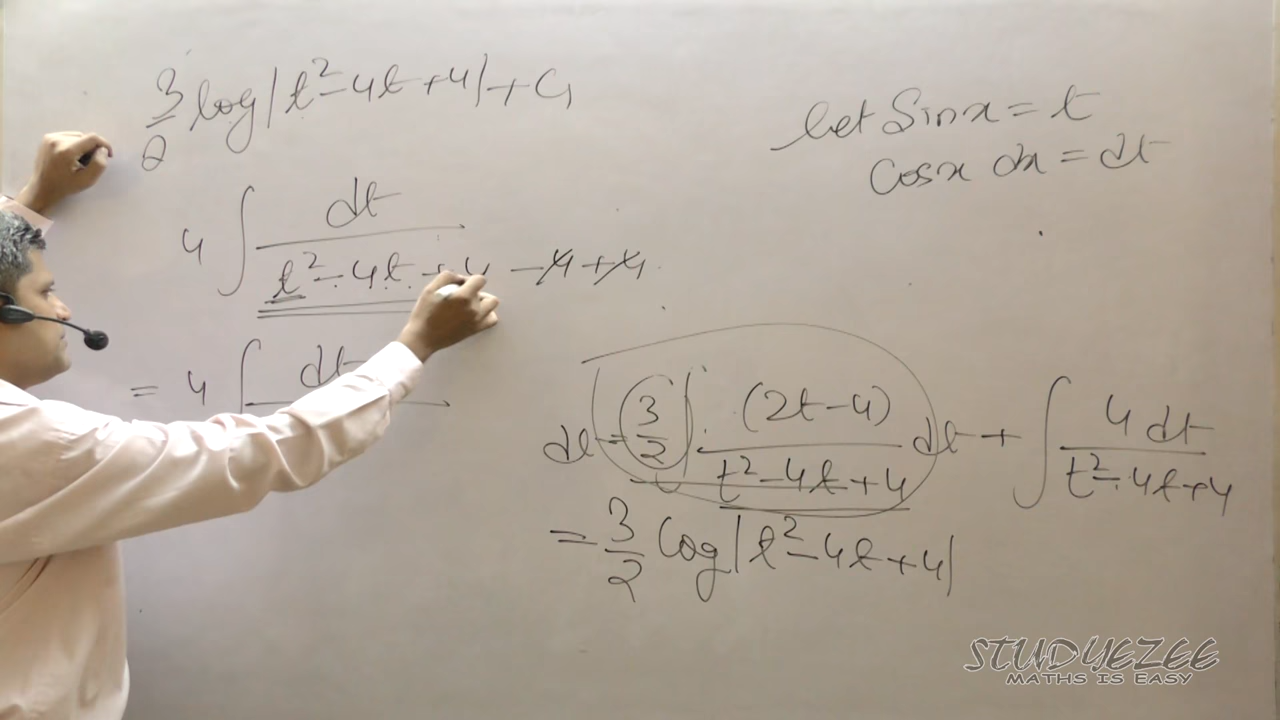 3/2 log|t²-4t+4|+C₁
let Sinx = t
Cosx dx = dt
4 ∫ dt/(t²-4t+4) -4+4
= 4 ∫ dt
dt = 3/2 ∫ (2t-4)/(t²-4t+4) dt + ∫ 4dt/(t²-4t+4)
= 3/2 log|t²-4t+4|
STUDYEZEE
MATHS IS EASY